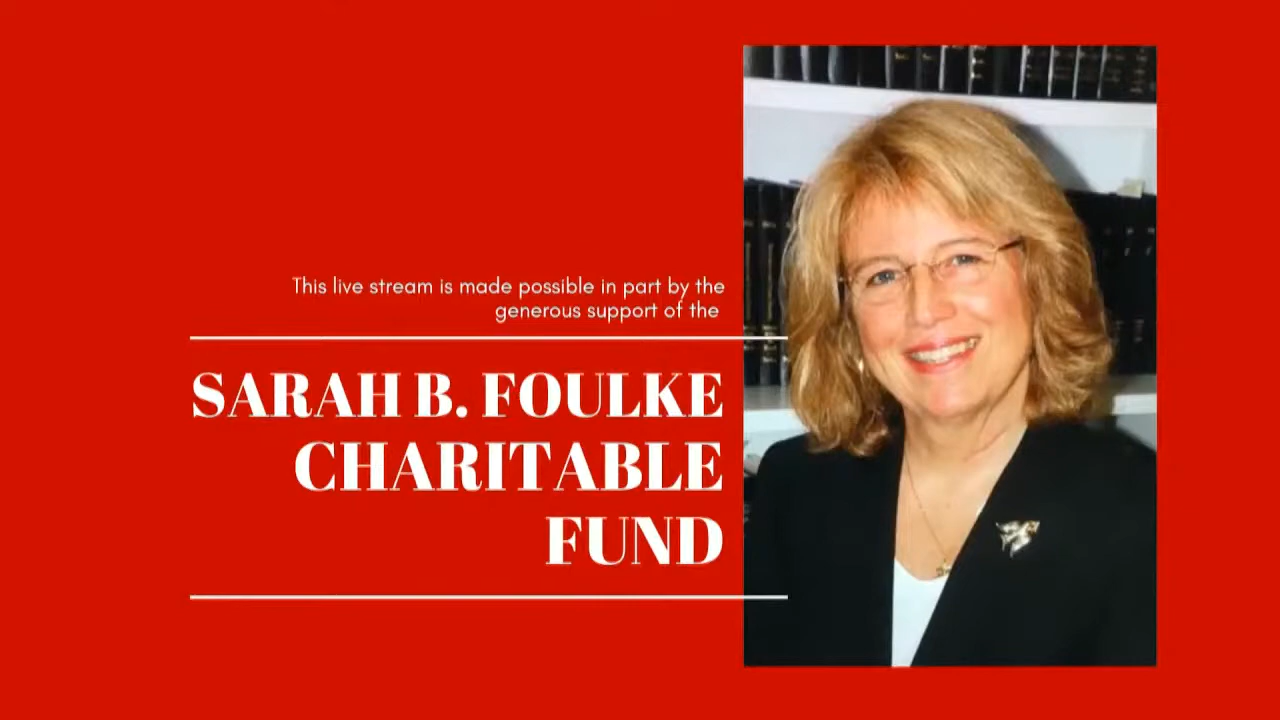 This live stream is made possible in part by the
generous support of the
SARAH B. FOULKE
CHARITABLE
FUND